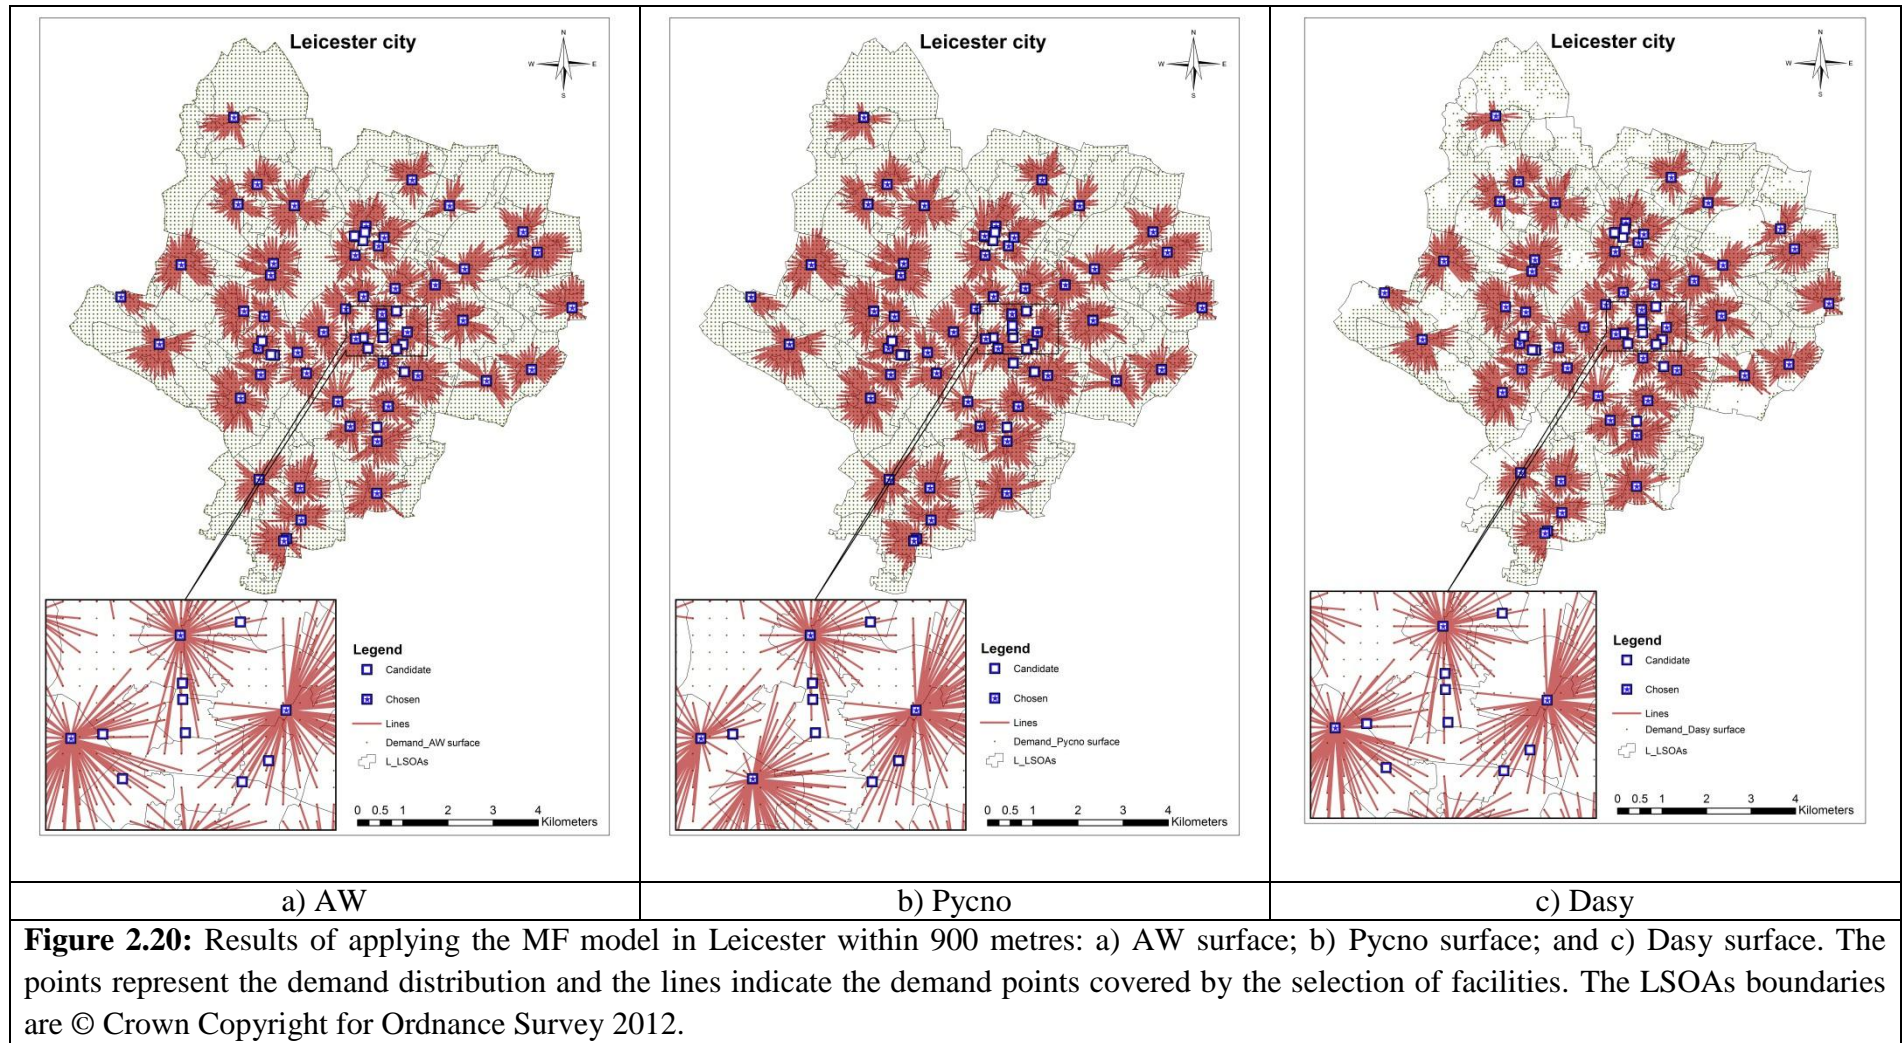 Leicester city
N
W E
S
Legend
Candidate
Chosen
Lines
Demand_AW surface
L_LSOAs
0 0.5 1 2 3 4
Kilometers
Leicester city
N
W E
S
Legend
Candidate
Chosen
Lines
Demand_Pycno surface
L_LSOAs
0 0.5 1 2 3 4
Kilometers
Leicester city
N
W E
S
Legend
Candidate
Chosen
Lines
Demand_Dasy surface
L_LSOAs
0 0.5 1 2 3 4
Kilometers
a) AW
b) Pycno
c) Dasy
Figure 2.20: Results of applying the MF model in Leicester within 900 metres: a) AW surface; b) Pycno surface; and c) Dasy surface. The
points represent the demand distribution and the lines indicate the demand points covered by the selection of facilities. The LSOAs boundaries
are © Crown Copyright for Ordnance Survey 2012.